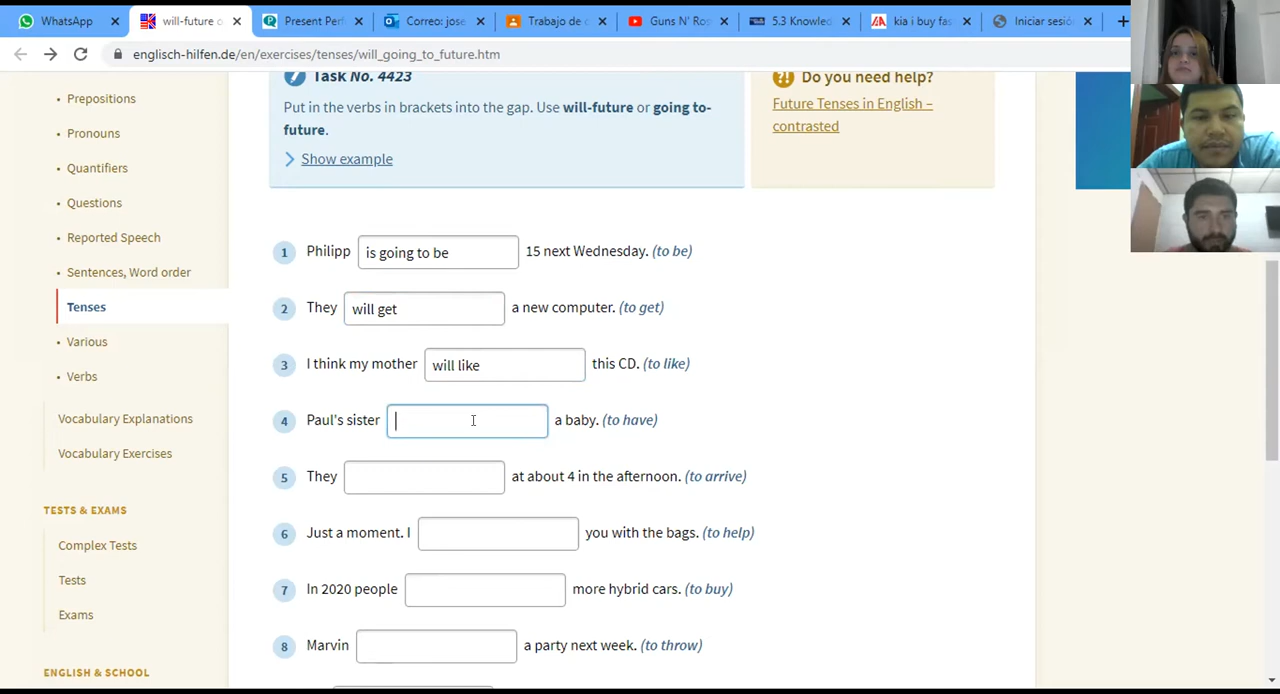 WhatsApp
will-future o
Present Perf
Correo: jose
Trabajo de c
Guns N' Ros
5.3 Knowled
kia i buy fas
Iniciar sesió
englisch-hilfen.de/en/exercises/tenses/will_going_to_future.htm
Prepositions
Pronouns
Quantifiers
Questions
Reported Speech
Sentences, Word order
Tenses
Various
Verbs
Vocabulary Explanations
Vocabulary Exercises
TESTS & EXAMS
Complex Tests
Tests
Exams
ENGLISH & SCHOOL
Task No. 4423
Put in the verbs in brackets into the gap. Use will-future or going to-
future.
Show example
Do you need help?
Future Tenses in English –
contrasted
1 Philipp is going to be 15 next Wednesday. (to be)
2 They will get a new computer. (to get)
3 I think my mother will like this CD. (to like)
4 Paul's sister a baby. (to have)
5 They at about 4 in the afternoon. (to arrive)
6 Just a moment. I you with the bags. (to help)
7 In 2020 people more hybrid cars. (to buy)
8 Marvin a party next week. (to throw)